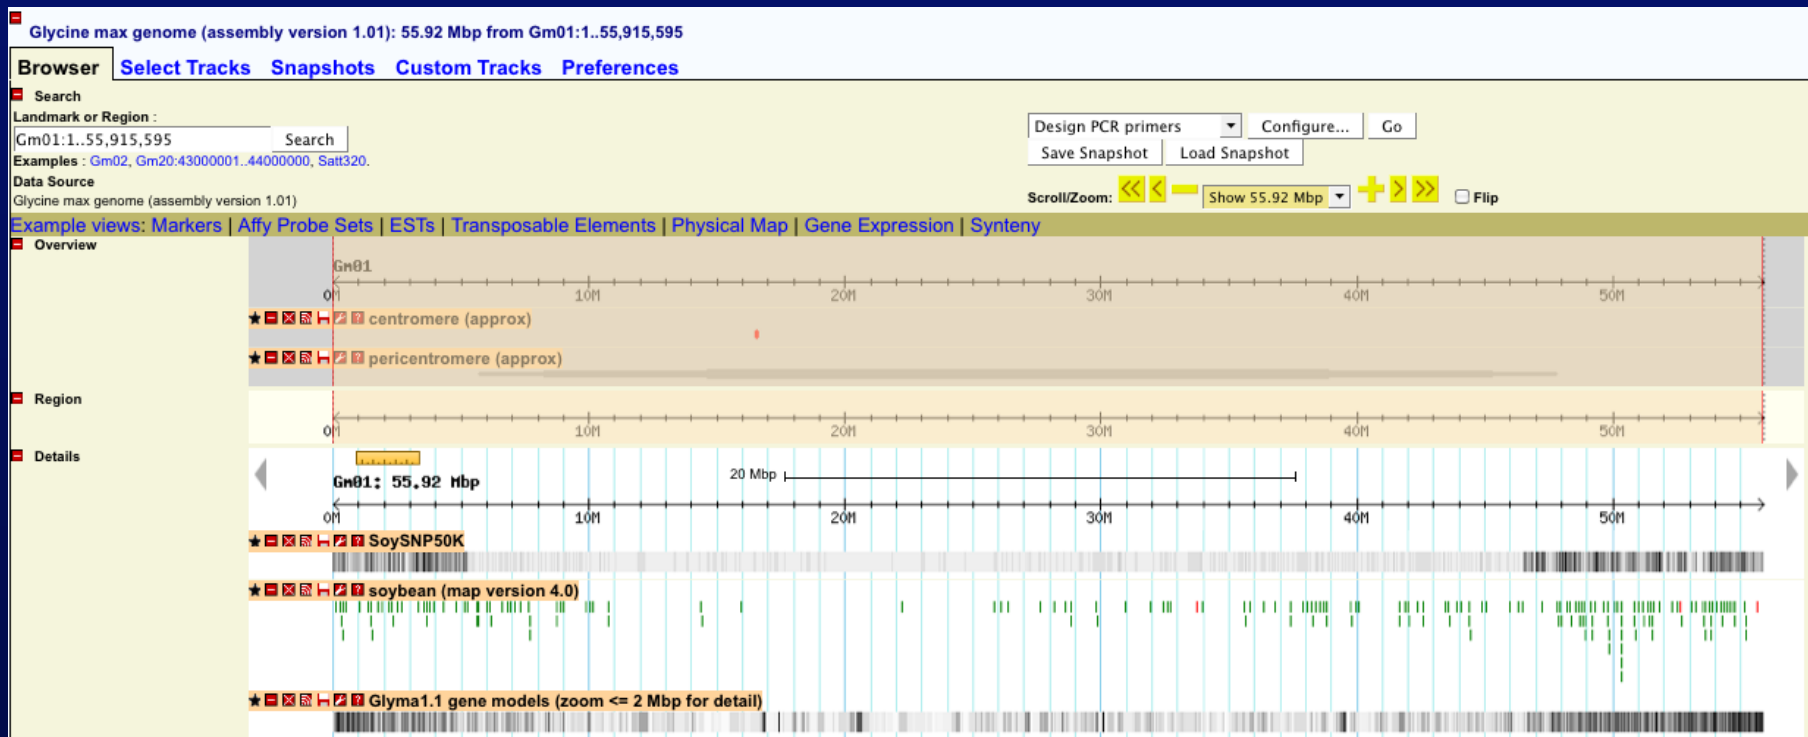 Glycine max genome (assembly version 1.01): 55.92 Mbp from Gm01:1..55,915,595
Browser Select Tracks Snapshots Custom Tracks Preferences
Search
Landmark or Region :
Gm01:1..55,915,595 Search
Design PCR primers Configure... Go
Examples : Gm02, Gm20:43000001..44000000, Satt320.
Save Snapshot Load Snapshot
Data Source
Glycine max genome (assembly version 1.01)
Scroll/Zoom: Show 55.92 Mbp Flip
Example views: Markers | Affy Probe Sets | ESTs | Transposable Elements | Physical Map | Gene Expression | Synteny
Overview
Gm01
0M 10M 20M 30M 40M 50M
centromere (approx)
pericentromere (approx)
Region
0M 10M 20M 30M 40M 50M
Details
20 Mbp
Gm01: 55.92 Mbp
0M 10M 20M 30M 40M 50M
SoySNP50K
soybean (map version 4.0)
Glyma1.1 gene models (zoom <= 2 Mbp for detail)